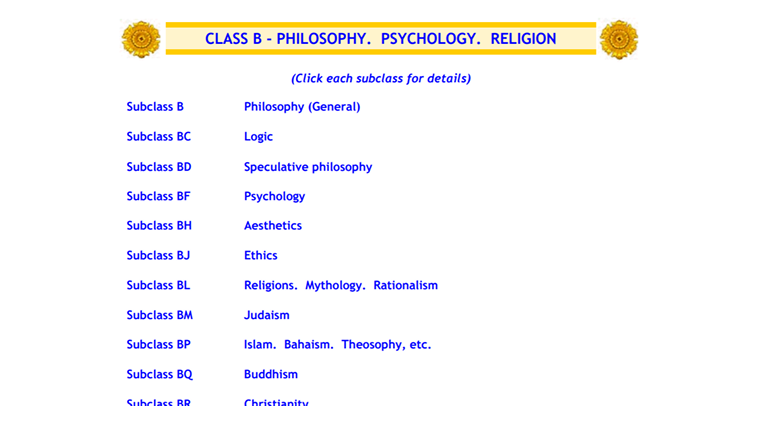 CLASS B - PHILOSOPHY.  PSYCHOLOGY.  RELIGION
(Click each subclass for details)
Subclass B Philosophy (General)
Subclass BC Logic
Subclass BD Speculative philosophy
Subclass BF Psychology
Subclass BH Aesthetics
Subclass BJ Ethics
Subclass BL Religions.  Mythology.  Rationalism
Subclass BM Judaism
Subclass BP Islam.  Bahaism.  Theosophy, etc.
Subclass BQ Buddhism
Subclass BR Christianity